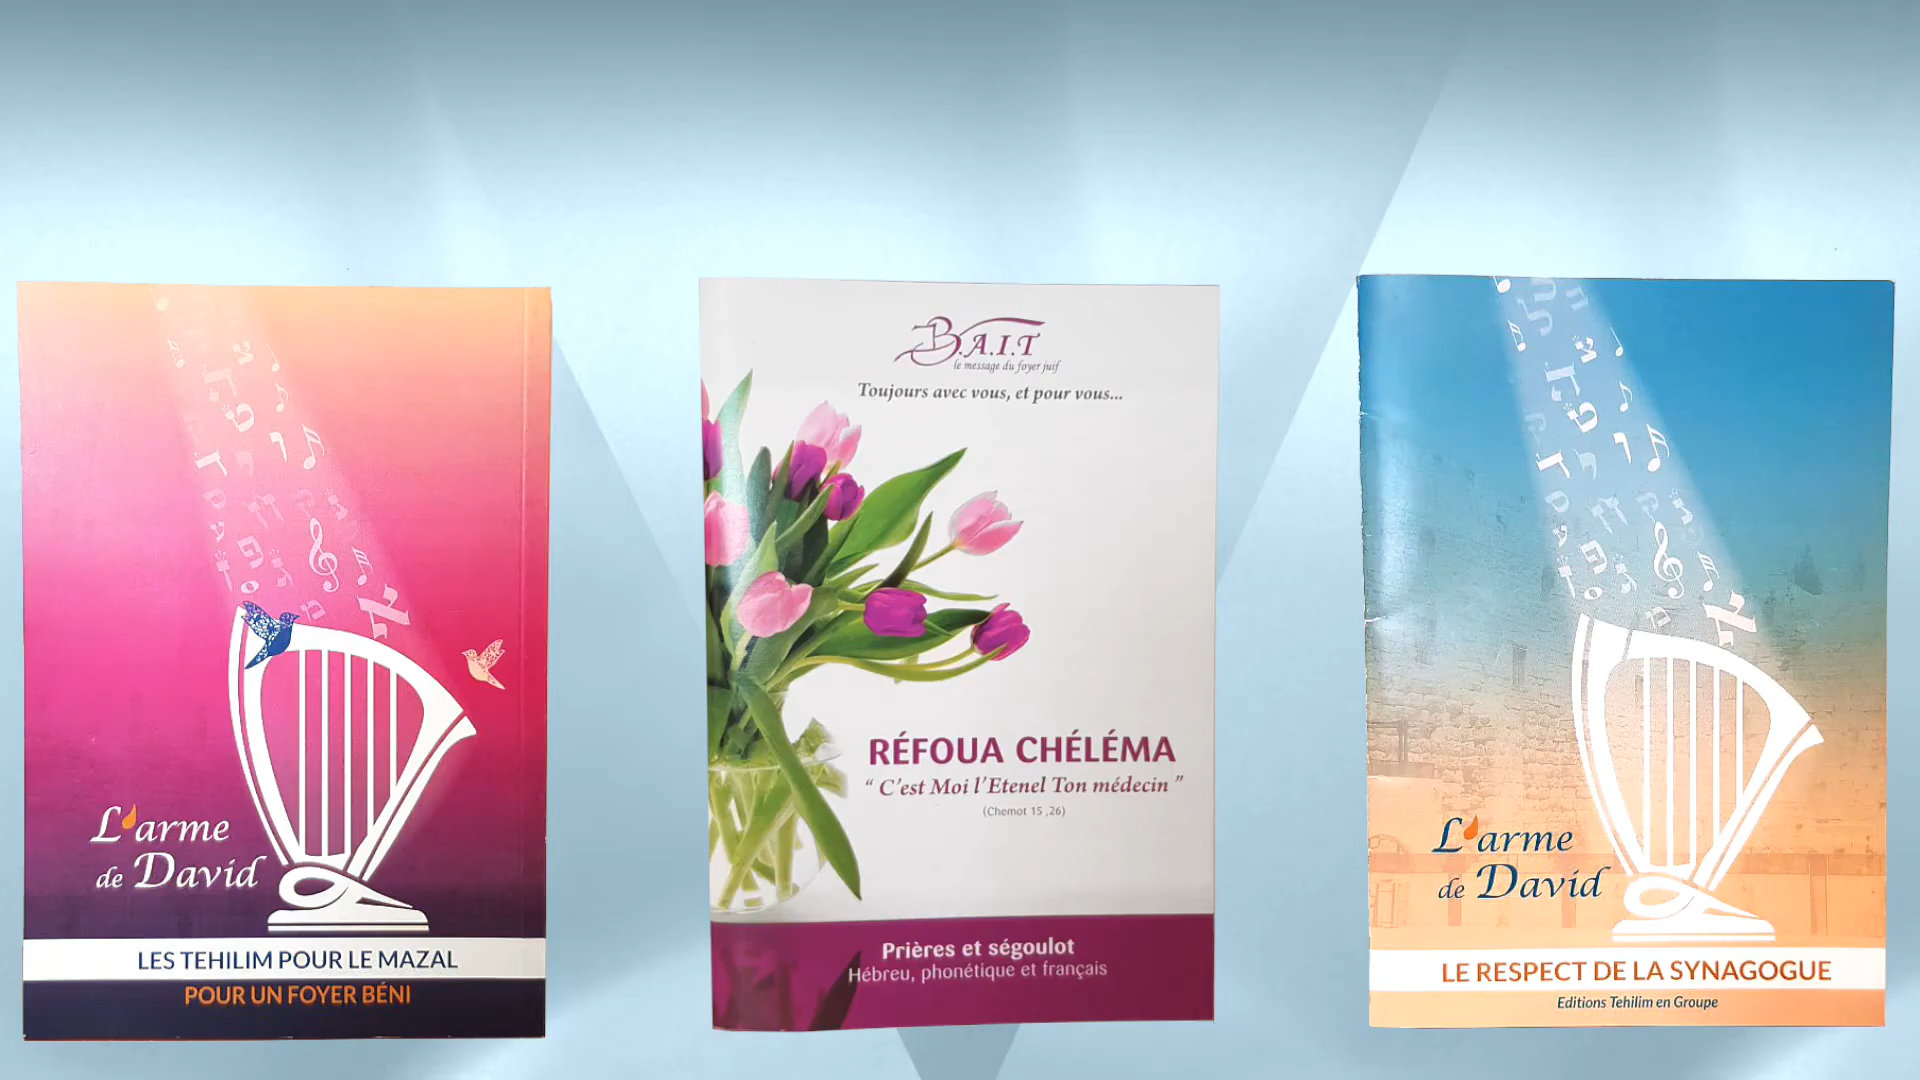 L'arme
de David
LES TEHILIM POUR LE MAZAL
POUR UN FOYER BÉNI
B.A.I.T
le message du foyer juif
Toujours avec vous, et pour vous...
RÉFOUA CHÉLÉMA
“ C'est Moi l'Etenel Ton médecin ”
(Chemot 15 ,26)
Prières et ségoulot
Hébreu, phonétique et français
L'arme
de David
LE RESPECT DE LA SYNAGOGUE
Editions Tehilim en Groupe